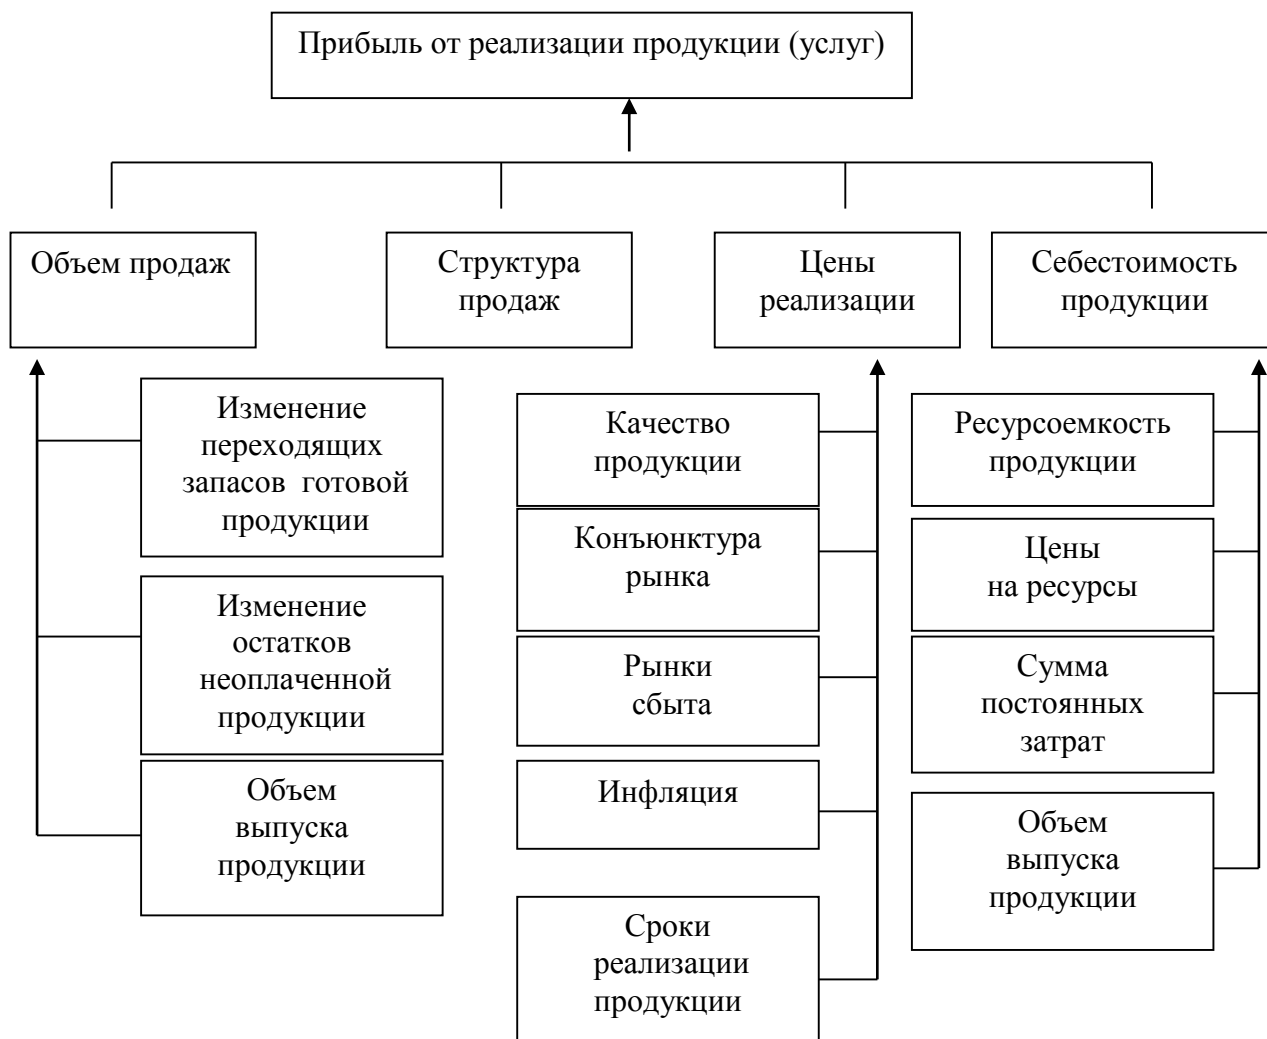 Прибыль от реализации продукции (услуг)
Объем продаж
Структура
продаж
Цены
реализации
Себестоимость
продукции
Изменение
переходящих
запасов готовой
продукции
Изменение
остатков
неоплаченной
продукции
Объем
выпуска
продукции
Качество
продукции
Конъюнктура
рынка
Рынки
сбыта
Инфляция
Сроки
реализации
продукции
Ресурсоемкость
продукции
Цены
на ресурсы
Сумма
постоянных
затрат
Объем
выпуска
продукции